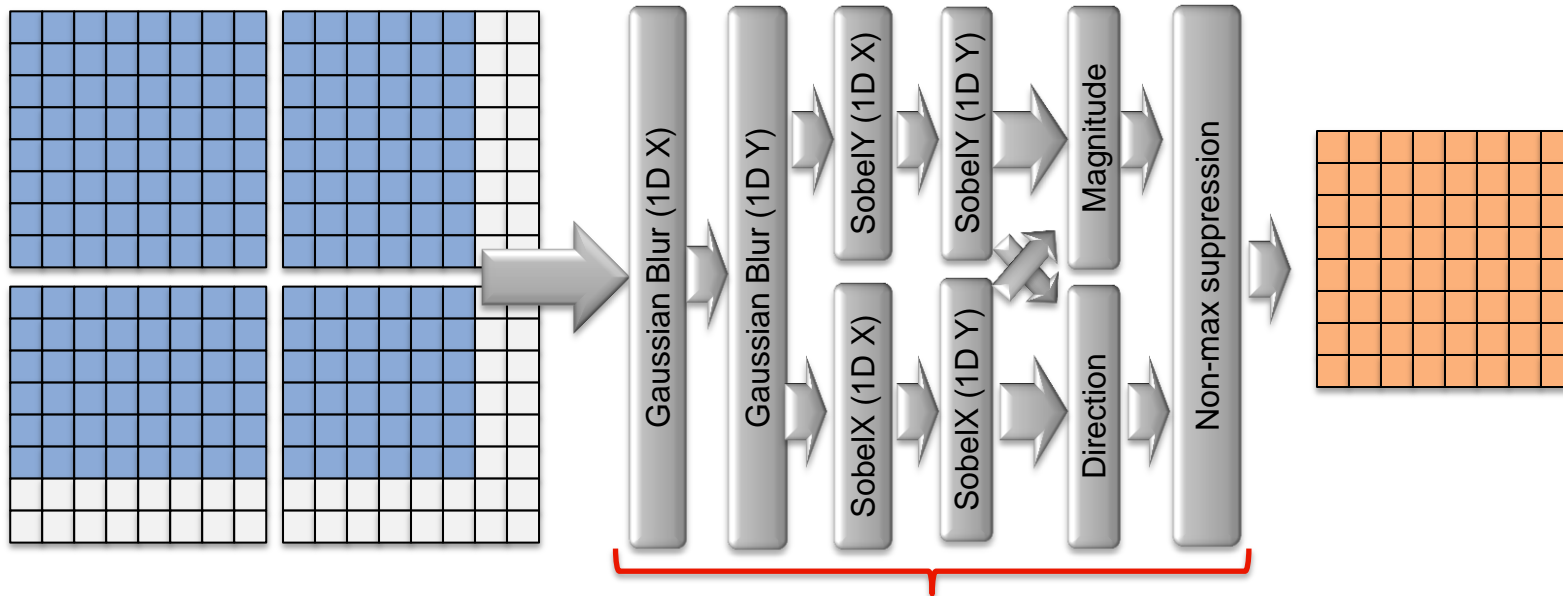 Gaussian Blur (1D X)
Gaussian Blur (1D Y)
SobelY (1D X)
SobelY (1D Y)
Magnitude
SobelX (1D X)
SobelX (1D Y)
Direction
Non-max suppression